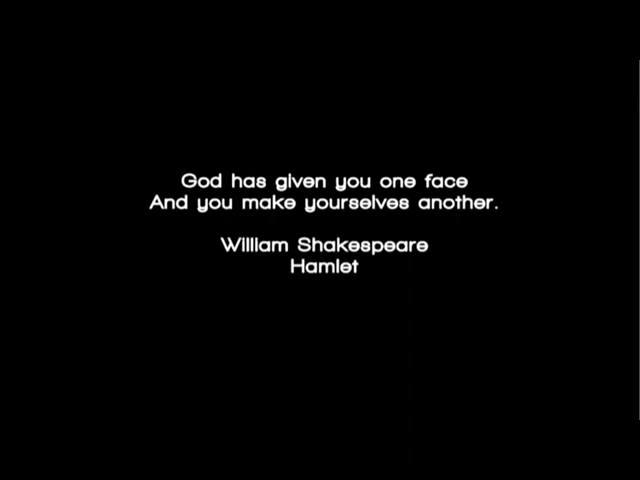 God has given you one face
And you make yourselves another.
William Shakespeare
Hamlet